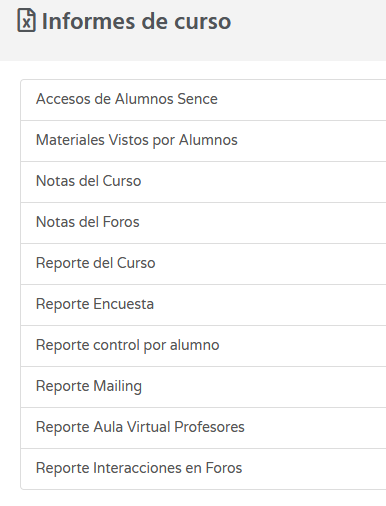 Informes de curso
Accesos de Alumnos Sence
Materiales Vistos por Alumnos
Notas del Curso
Notas del Foros
Reporte del Curso
Reporte Encuesta
Reporte control por alumno
Reporte Mailing
Reporte Aula Virtual Profesores
Reporte Interacciones en Foros